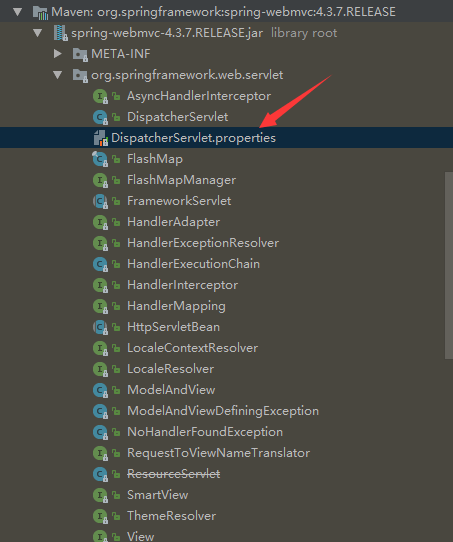 Maven: org.springframework:spring-webmvc:4.3.7.RELEASE
spring-webmvc-4.3.7.RELEASE.jar library root
META-INF
org.springframework.web.servlet
AsyncHandlerInterceptor
DispatcherServlet
DispatcherServlet.properties
FlashMap
FlashMapManager
FrameworkServlet
HandlerAdapter
HandlerExceptionResolver
HandlerExecutionChain
HandlerInterceptor
HandlerMapping
HttpServletBean
LocaleContextResolver
LocaleResolver
ModelAndView
ModelAndViewDefiningException
NoHandlerFoundException
RequestToViewNameTranslator
ResourceServlet
SmartView
ThemeResolver
View